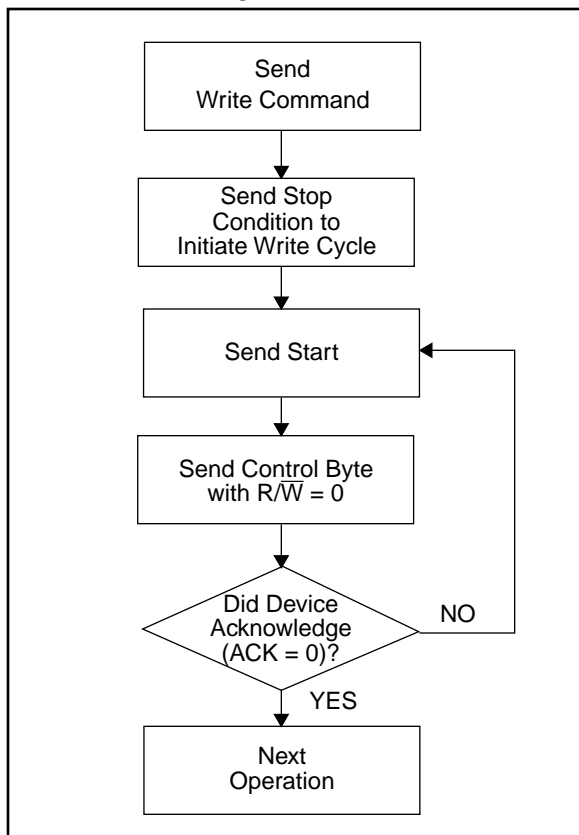 Send
Write Command
Send Stop
Condition to
Initiate Write Cycle
Send Start
Send Control Byte
with R/W̅ = 0
Did Device
Acknowledge
(ACK = 0)?
NO
YES
Next
Operation